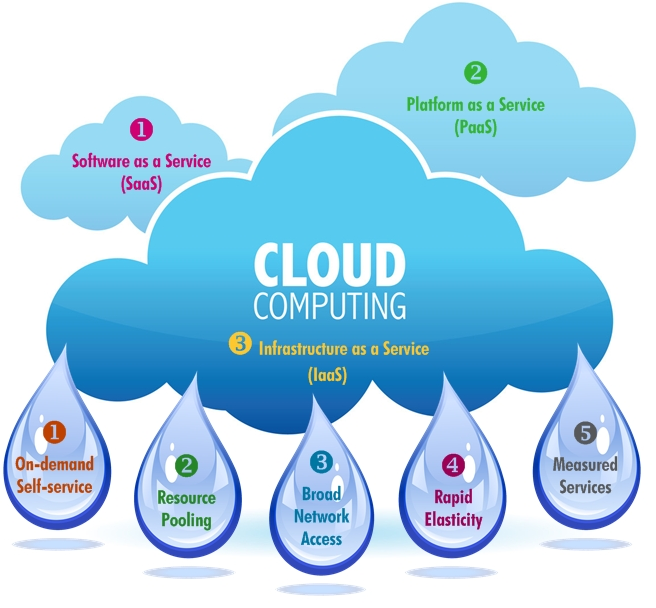 2
Platform as a Service
(PaaS)
1
Software as a Service
(SaaS)
CLOUD
COMPUTING
3 Infrastructure as a Service
(IaaS)
1
On-demand
Self-service
2
Resource
Pooling
3
Broad
Network
Access
4
Rapid
Elasticity
5
Measured
Services